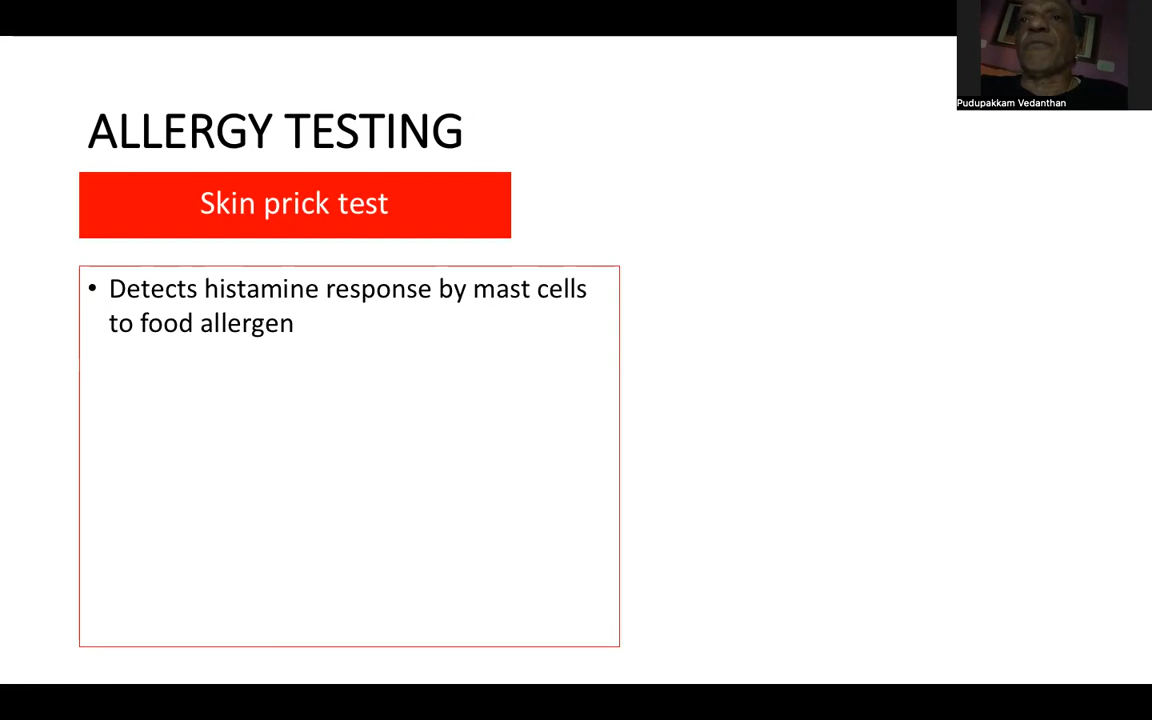 Pudupakkam Vedanthan
ALLERGY TESTING
Skin prick test
• Detects histamine response by mast cells
to food allergen